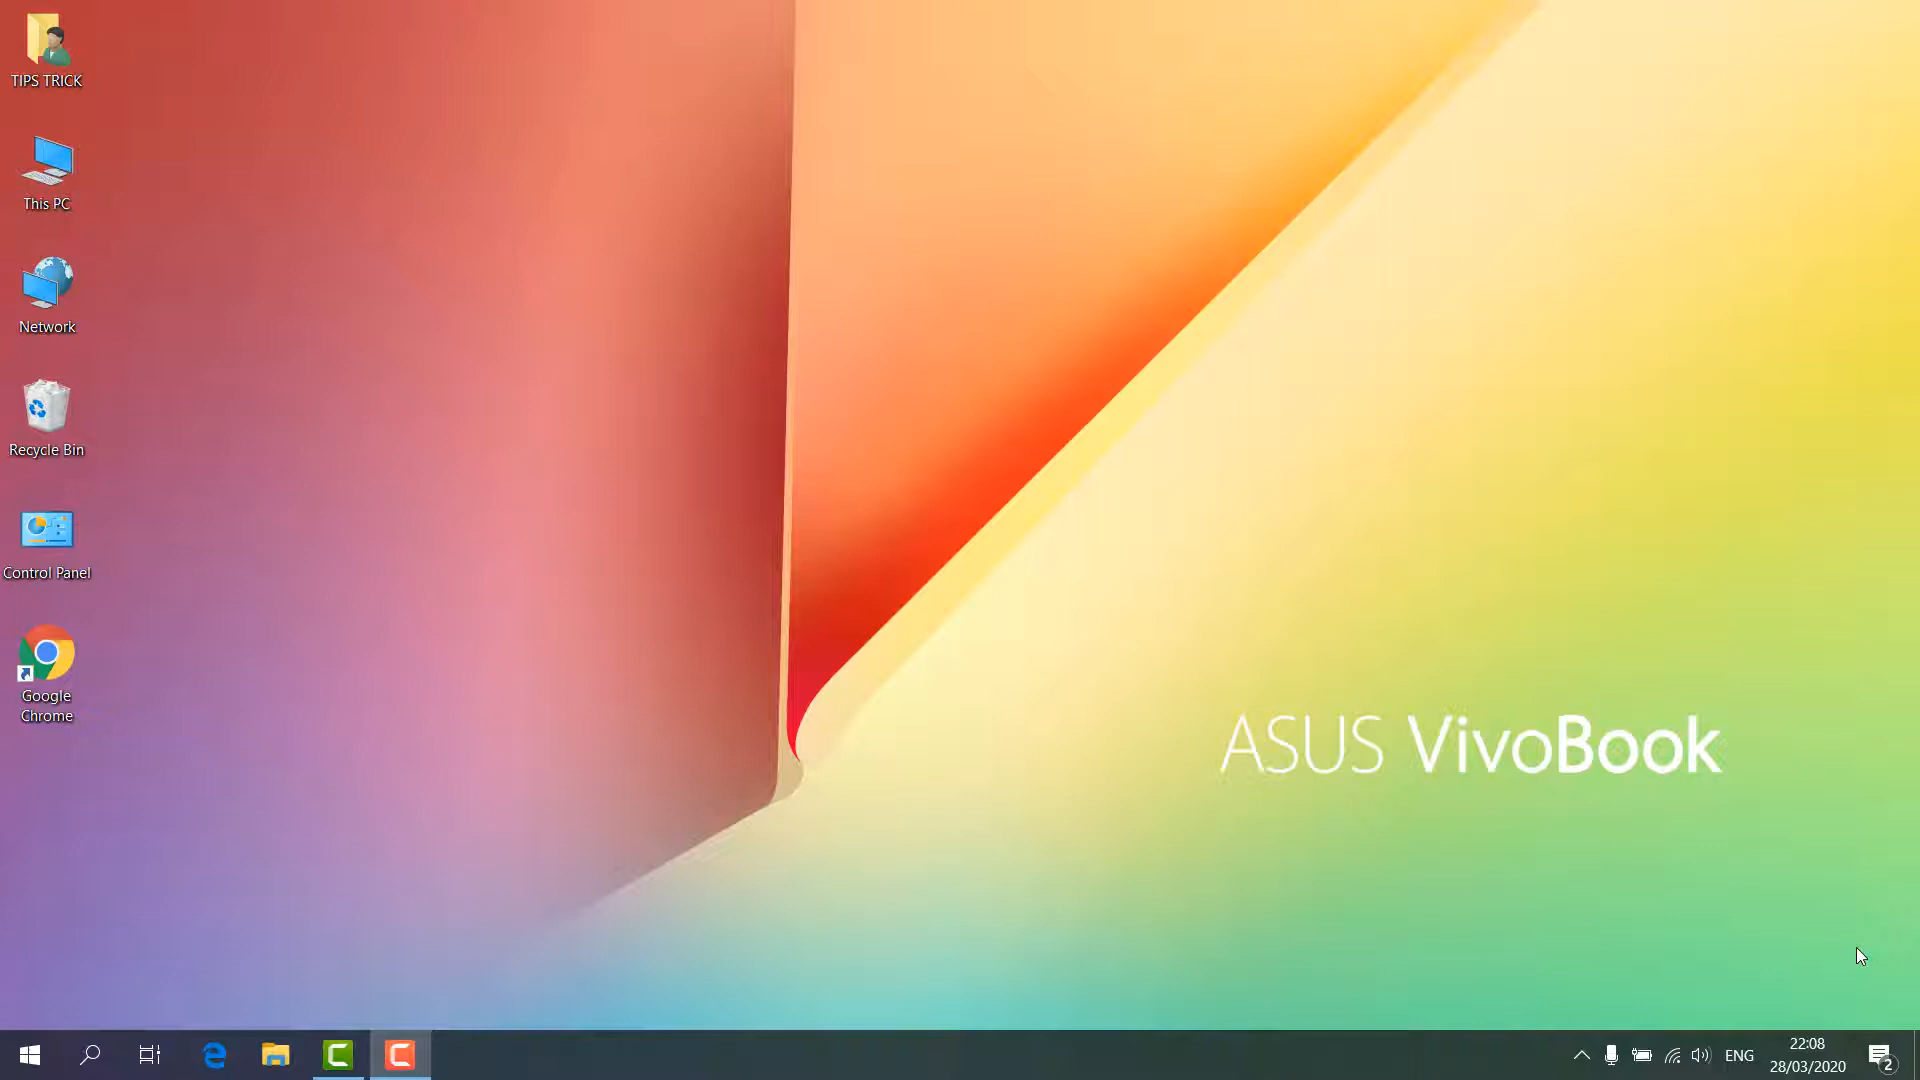 TIPS TRICK
This PC
Network
Recycle Bin
Control Panel
Google
Chrome
ASUS VivoBook
ENG
22:08
28/03/2020
2